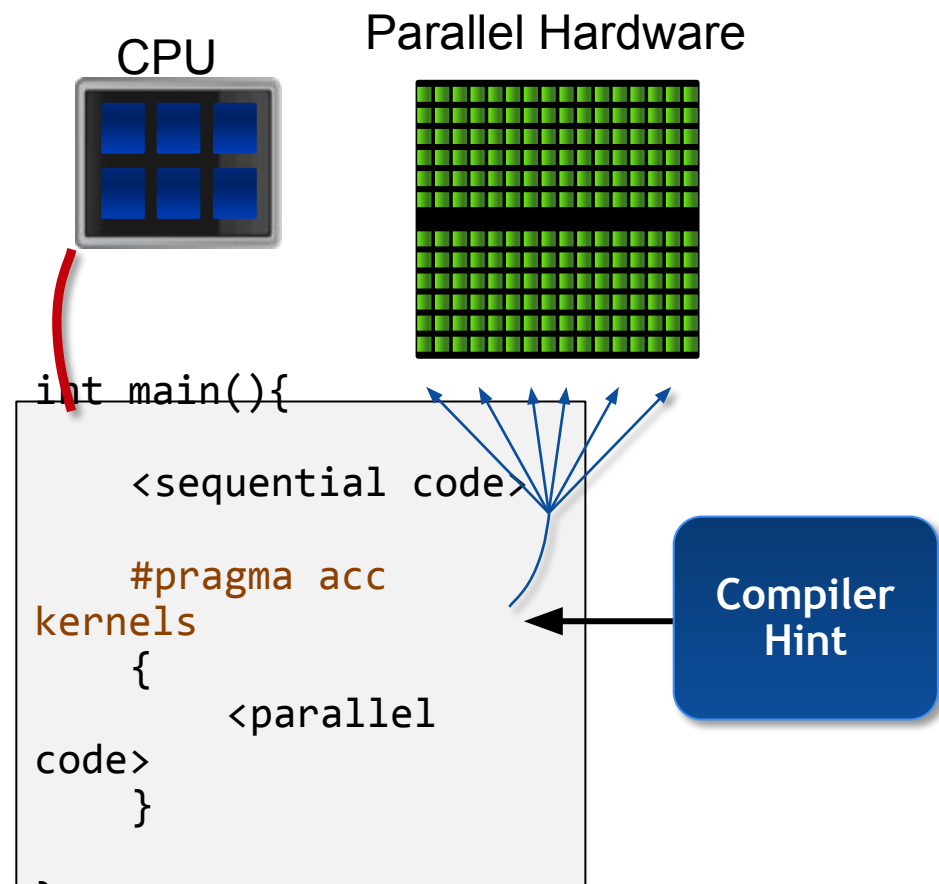 CPU
Parallel Hardware
int main(){
<sequential code>
#pragma acc
kernels
{
<parallel
code>
}
}
Compiler
Hint